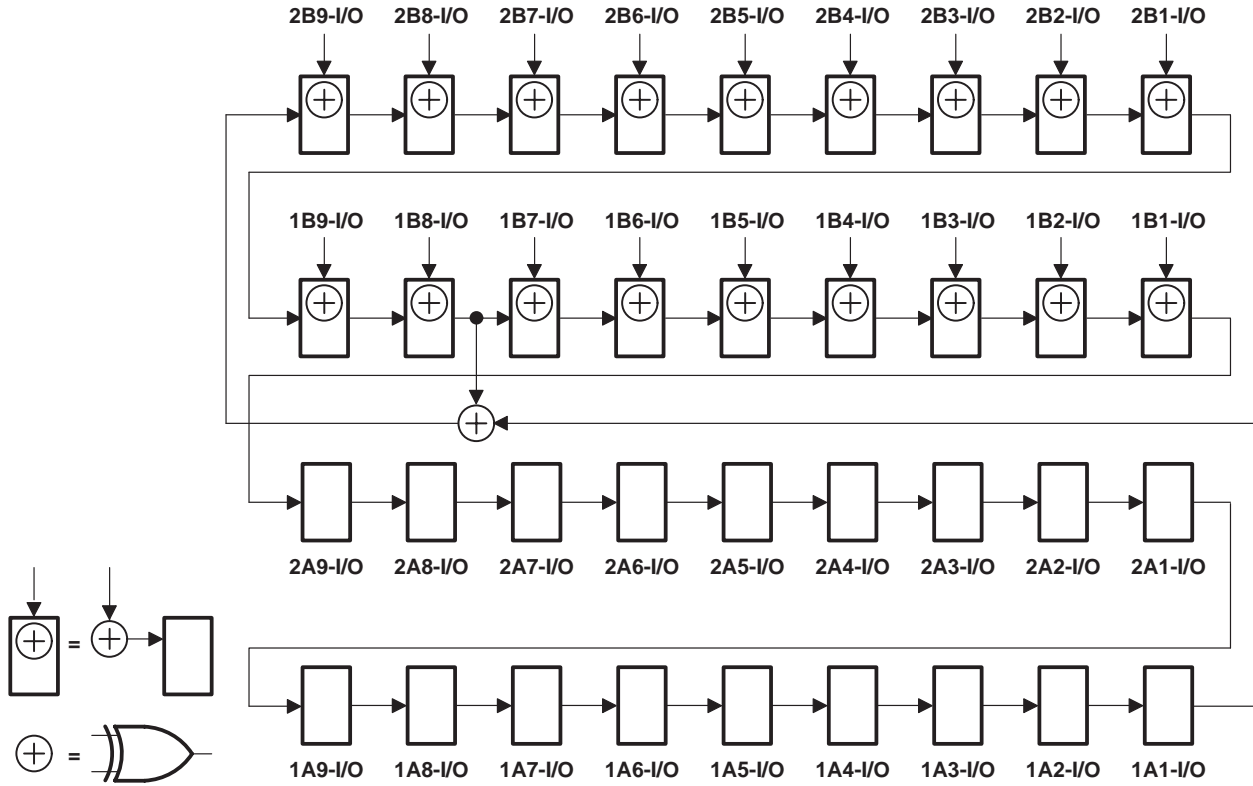 2B9-I/O 2B8-I/O 2B7-I/O 2B6-I/O 2B5-I/O 2B4-I/O 2B3-I/O 2B2-I/O 2B1-I/O
1B9-I/O 1B8-I/O 1B7-I/O 1B6-I/O 1B5-I/O 1B4-I/O 1B3-I/O 1B2-I/O 1B1-I/O
2A9-I/O 2A8-I/O 2A7-I/O 2A6-I/O 2A5-I/O 2A4-I/O 2A3-I/O 2A2-I/O 2A1-I/O
=
=
1A9-I/O 1A8-I/O 1A7-I/O 1A6-I/O 1A5-I/O 1A4-I/O 1A3-I/O 1A2-I/O 1A1-I/O